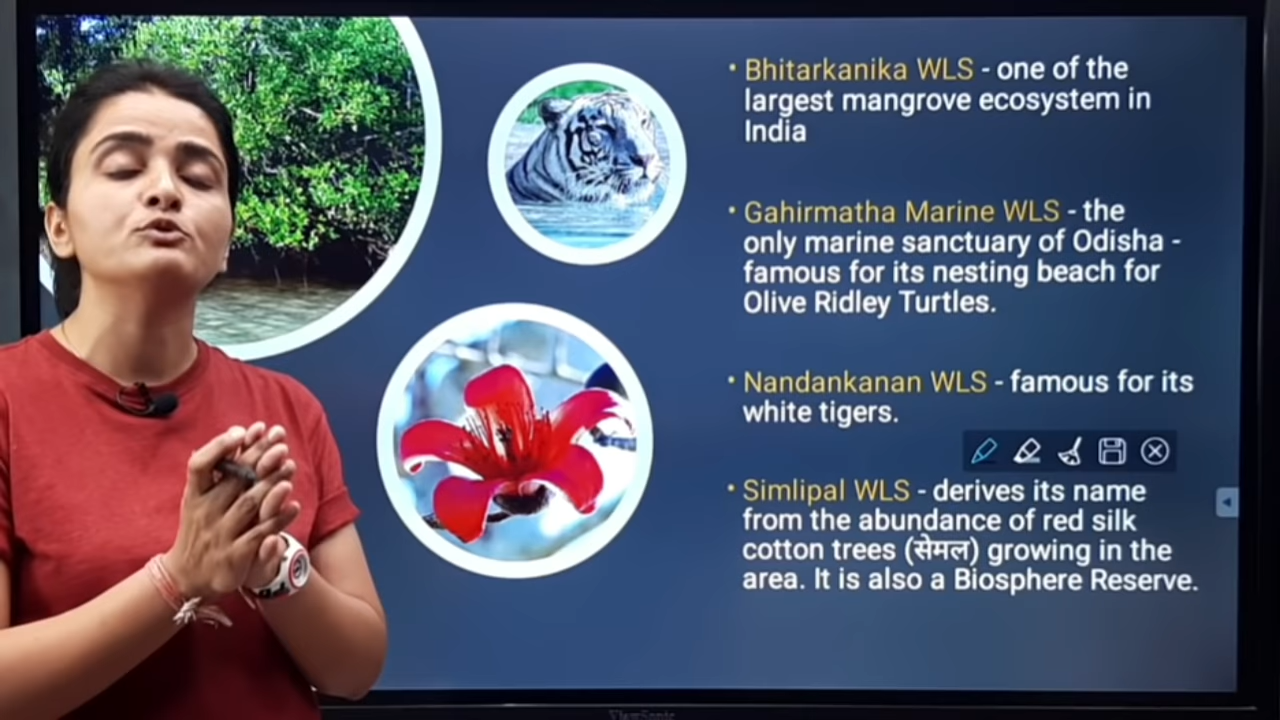 • Bhitarkanika WLS - one of the
largest mangrove ecosystem in
India
• Gahirmatha Marine WLS - the
only marine sanctuary of Odisha -
famous for its nesting beach for
Olive Ridley Turtles.
• Nandankanan WLS - famous for its
white tigers.
• Simlipal WLS - derives its name
from the abundance of red silk
cotton trees (सेमल) growing in the
area. It is also a Biosphere Reserve.
ViewSonic